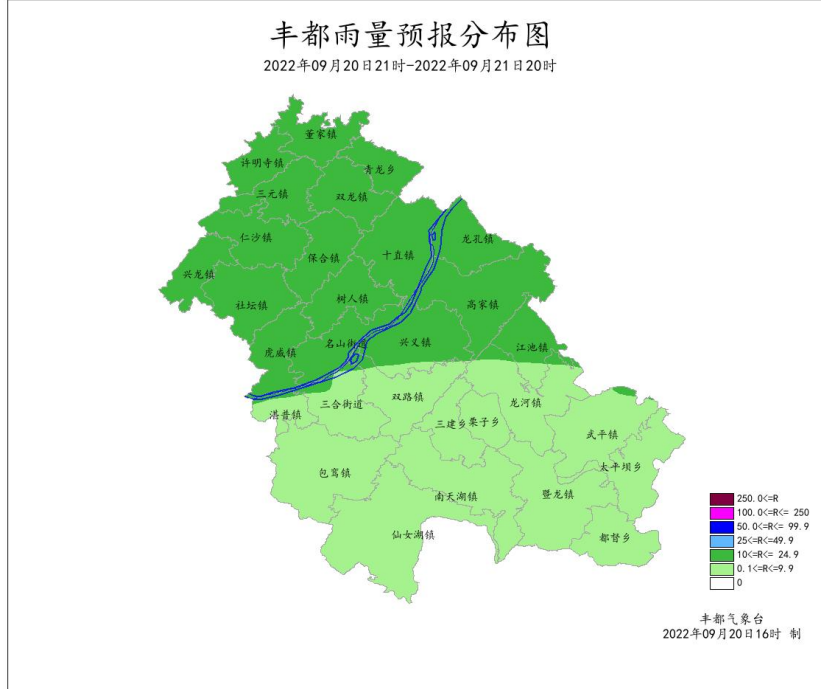 丰都雨量预报分布图
2022年09月20日21时-2022年09月21日20时
董家镇
许明寺镇
青龙乡
三元镇
双龙镇
仁沙镇
龙孔镇
保合镇
十直镇
兴龙镇
树人镇
社坛镇
高家镇
虎威镇
名山街道
兴义镇
江池镇
双路镇
三合街道
龙河镇
湛普镇
三建乡
栗子乡
武平镇
太平坝乡
包鸾镇
南天湖镇
暨龙镇
仙女湖镇
都督乡
250.0<=R
100.0<=R<= 250
50.0<=R<= 99.9
25<=R<=49.9
10<=R<= 24.9
0.1<=R<=9.9
0
丰都气象台
2022年09月20日16时 制